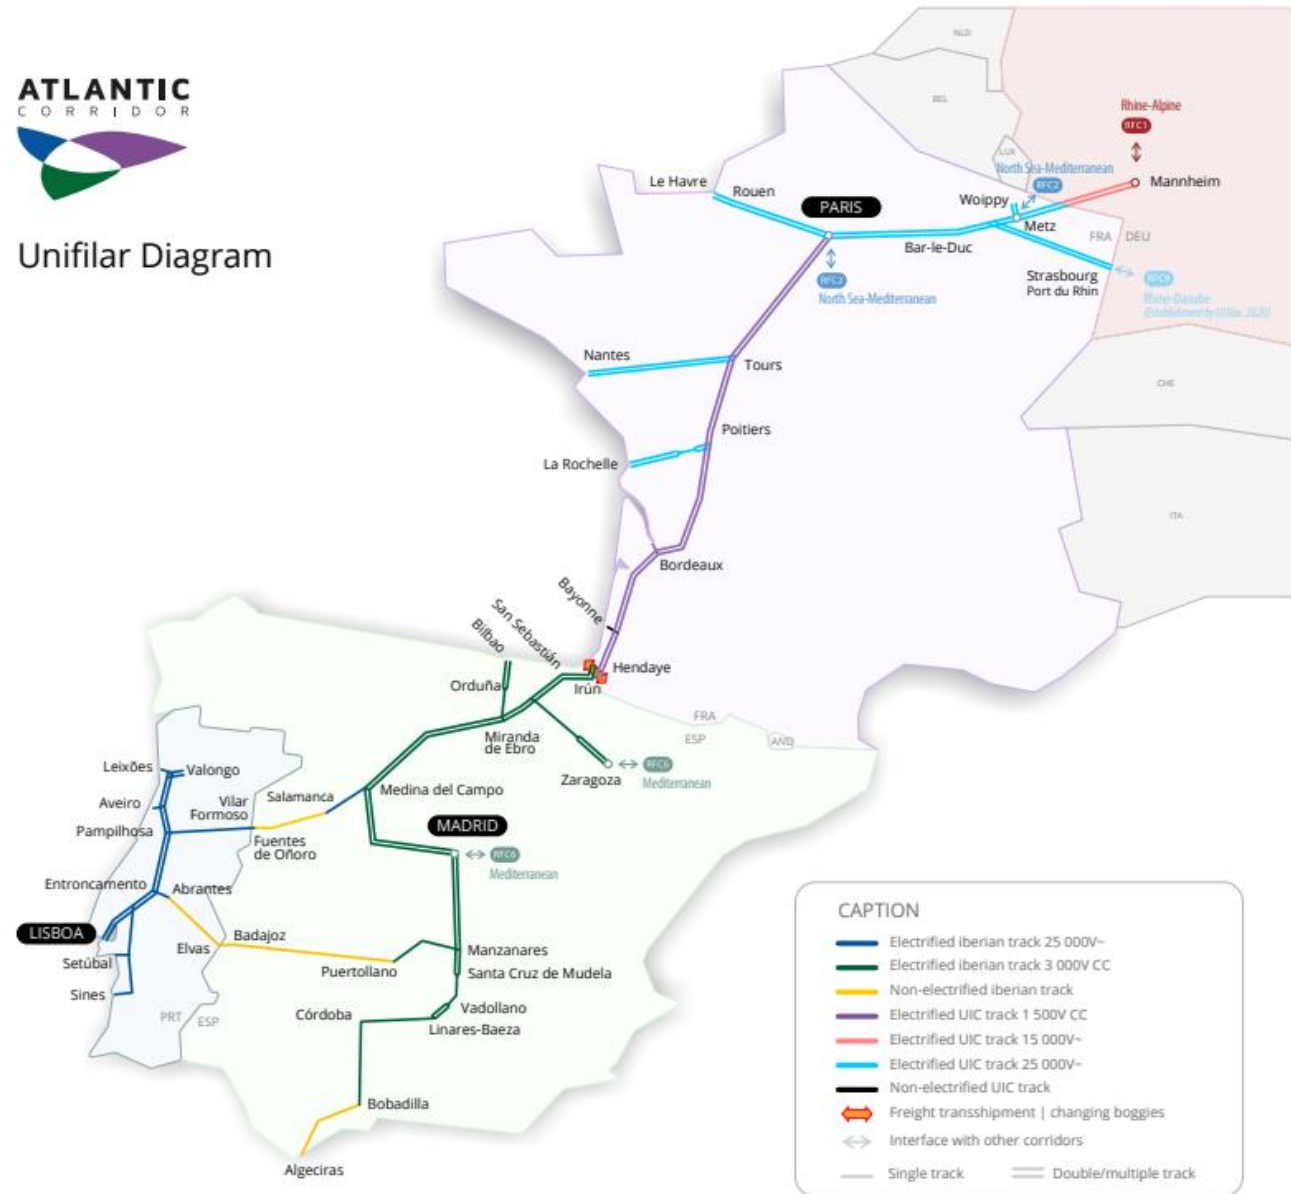 ATLANTIC
CORRIDOR
Unifilar Diagram
NLD
BEL
LUX
Rhine-Alpine
RFC1
North Sea-Mediterranean
RFC2
Mannheim
Le Havre
Rouen
PARIS
Woippy
Metz
Bar-le-Duc
FRA
DEU
Strasbourg
Port du Rhin
RFC9
Rhine-Danube
(Establishment by 10 Nov. 2020)
RFC2
North Sea-Mediterranean
Nantes
Tours
CHE
Poitiers
La Rochelle
ITA
Bordeaux
Bayonne
San Sebastián
Bilbao
Hendaye
Orduña
Irún
FRA
ESP
AND
Miranda
de Ebro
Zaragoza
RFC6
Mediterranean
Leixões
Valongo
Aveiro
Vilar
Formoso
Salamanca
Medina del Campo
Pampilhosa
Fuentes
de Oñoro
MADRID
RFC6
Mediterranean
Entroncamento
Abrantes
LISBOA
Elvas
Badajoz
Setúbal
Puertollano
Manzanares
Santa Cruz de Mudela
Sines
PRT
ESP
Córdoba
Vadollano
Linares-Baeza
Bobadilla
Algeciras
CAPTION
Electrified iberian track 25 000V~
Electrified iberian track 3 000V CC
Non-electrified iberian track
Electrified UIC track 1 500V CC
Electrified UIC track 15 000V~
Electrified UIC track 25 000V~
Non-electrified UIC track
Freight transshipment | changing boggies
Interface with other corridors
Single track
Double/multiple track